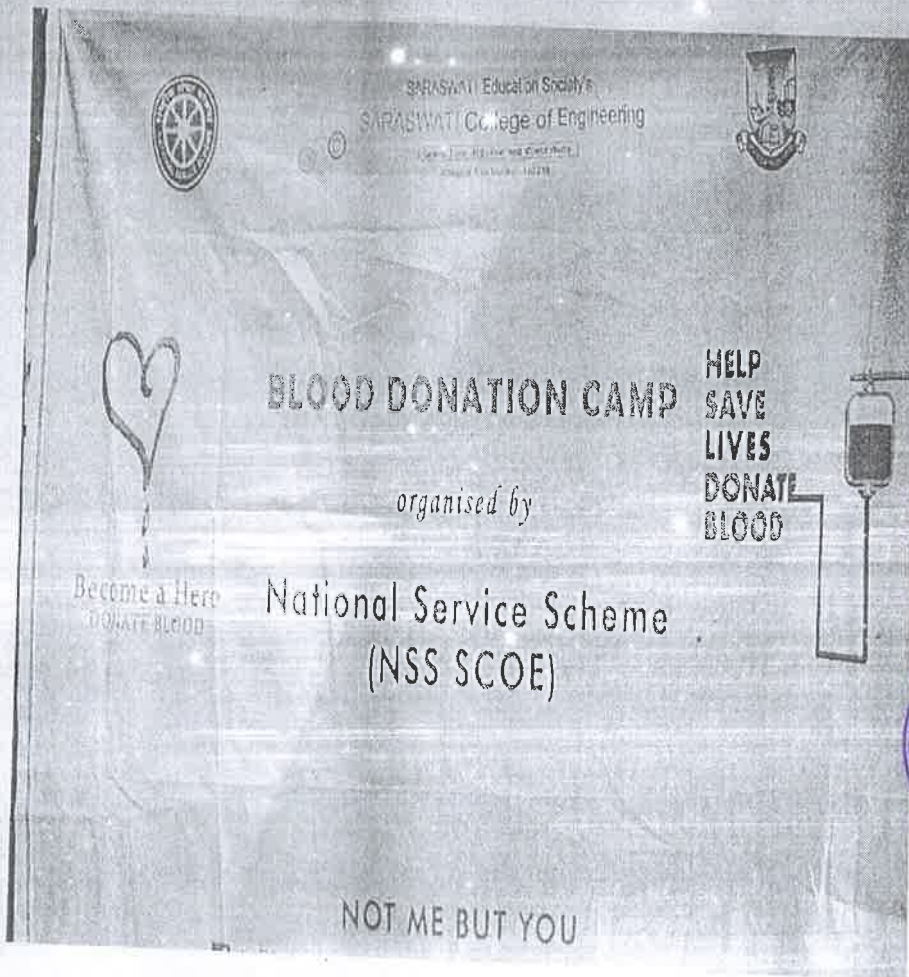 SARASWATI Education Society's
SARASWATI College of Engineering
BLOOD DONATION CAMP
organised by
National Service Scheme
(NSS SCOE)
HELP
SAVE
LIVES
DONATE
BLOOD
Become a Hero
DONATE BLOOD
NOT ME BUT YOU